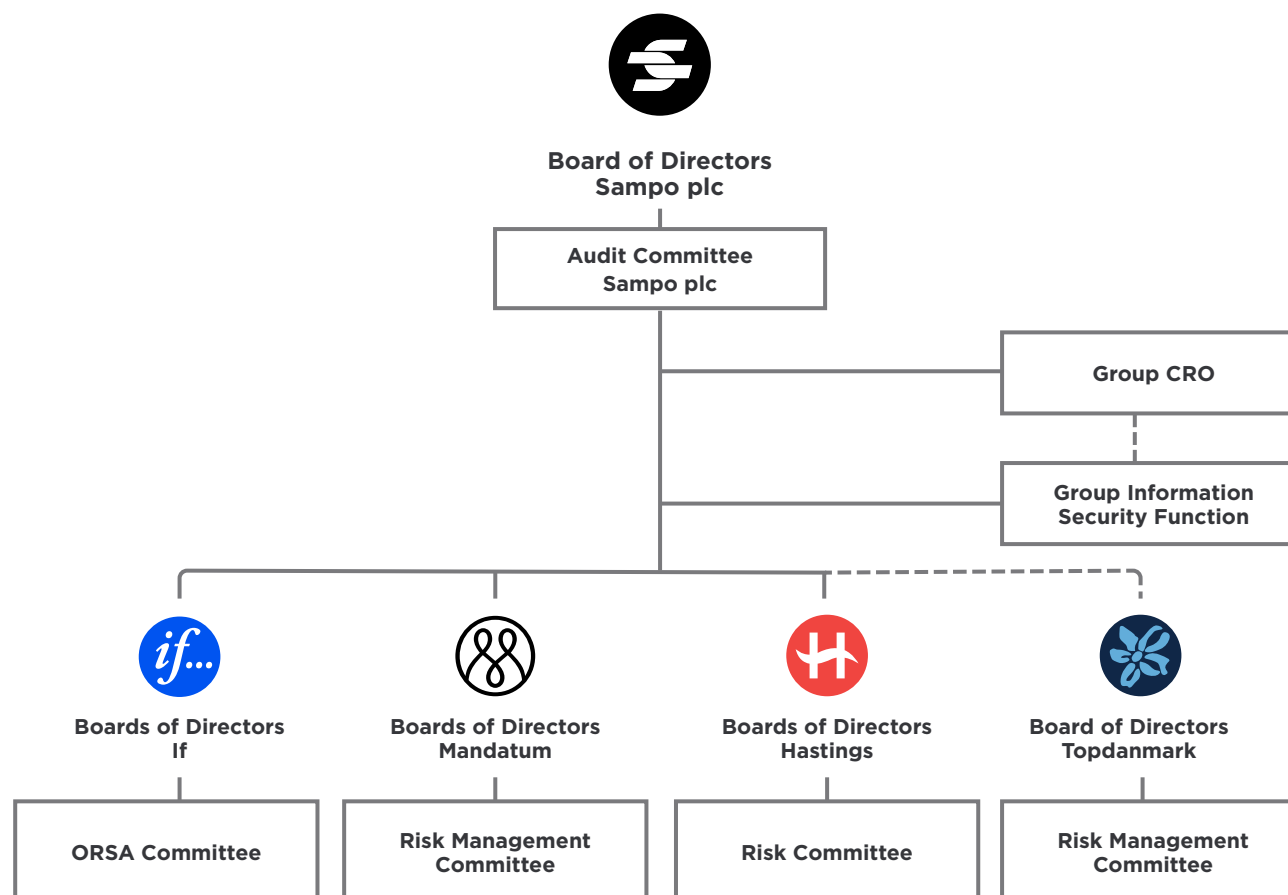 Board of Directors
Sampo plc
Audit Committee
Sampo plc
Group CRO
Group Information
Security Function
if...
Boards of Directors
If
Boards of Directors
Mandatum
H
Boards of Directors
Hastings
Board of Directors
Topdanmark
ORSA Committee
Risk Management
Committee
Risk Committee
Risk Management
Committee